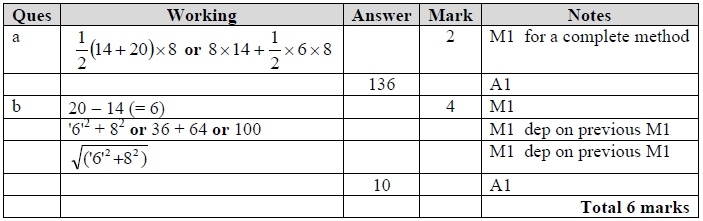 Ques Working Answer Mark Notes
a 1/2(14 + 20) × 8 or 8 × 14 + 1/2 × 6 × 8 2 M1 for a complete method
136 A1
b 20 – 14 (= 6) 4 M1
'6'² + 8² or 36 + 64 or 100 M1 dep on previous M1
√('6'²+8²) M1 dep on previous M1
10 A1
Total 6 marks